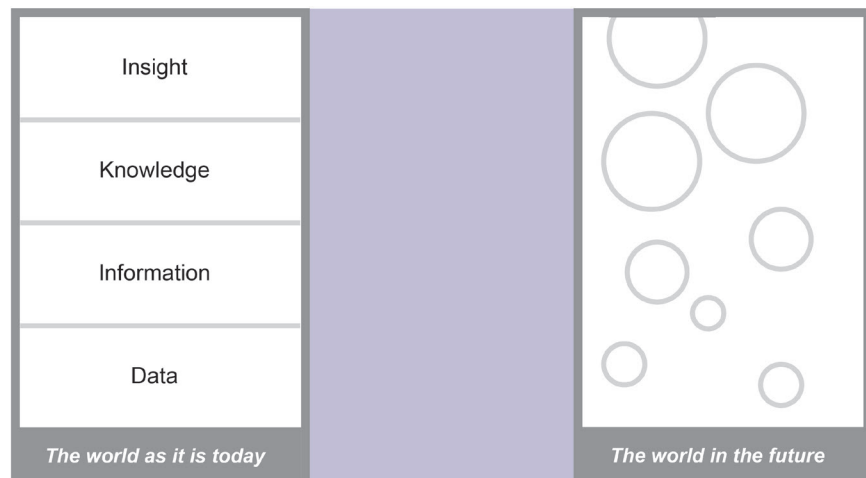 Insight
Knowledge
Information
Data
The world as it is today
The world in the future